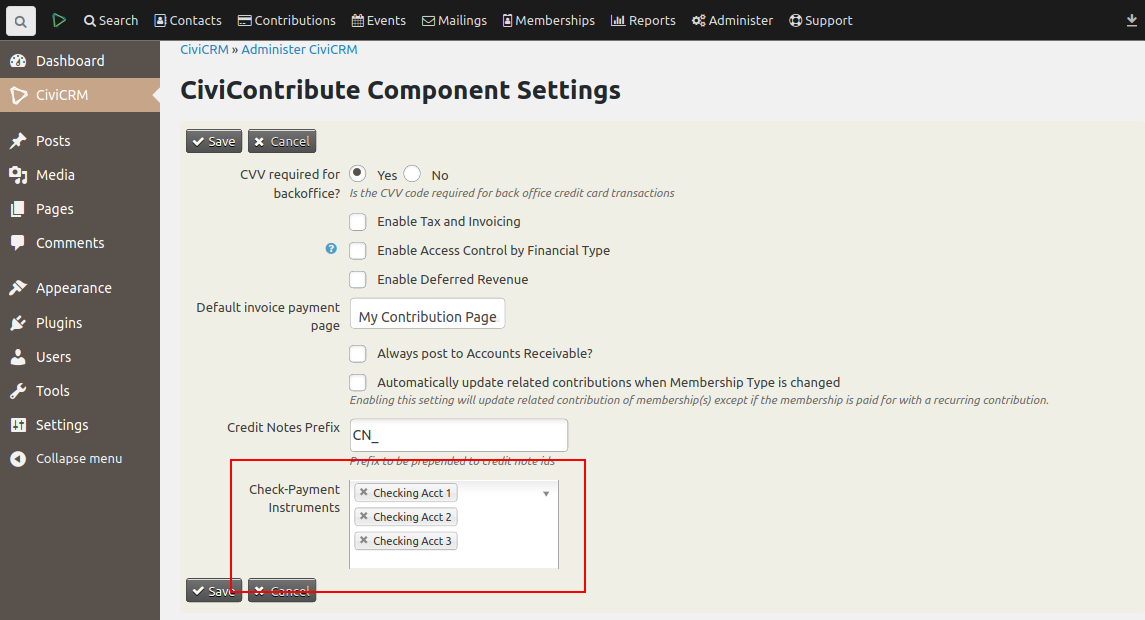 Search Contacts Contributions Events Mailings Memberships Reports Administer Support
Dashboard
CiviCRM
Posts
Media
Pages
Comments
Appearance
Plugins
Users
Tools
Settings
Collapse menu
CiviCRM » Administer CiviCRM
CiviContribute Component Settings
Save Cancel
CVV required for backoffice?
Yes No
Is the CVV code required for back office credit card transactions
Enable Tax and Invoicing
Enable Access Control by Financial Type
Enable Deferred Revenue
Default invoice payment page
My Contribution Page
Always post to Accounts Receivable?
Automatically update related contributions when Membership Type is changed
Enabling this setting will update related contribution of membership(s) except if the membership is paid for with a recurring contribution.
Credit Notes Prefix
CN_
Prefix to be prepended to credit note ids
Check-Payment Instruments
Checking Acct 1
Checking Acct 2
Checking Acct 3
Save Cancel